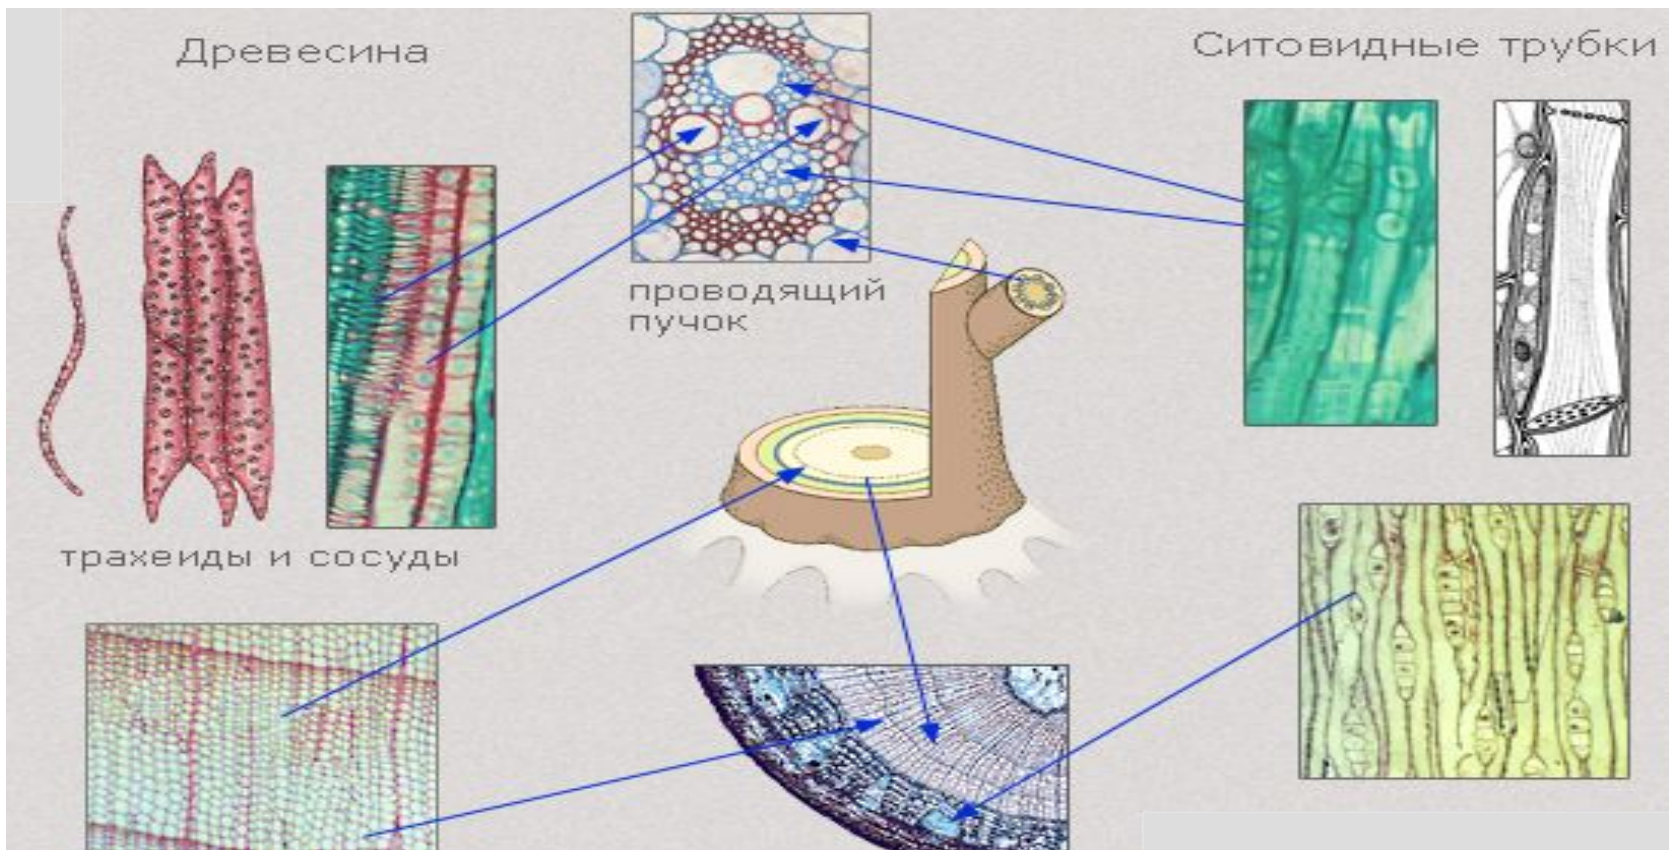 Древесина
Ситовидные трубки
проводящий
пучок
трахеиды и сосуды